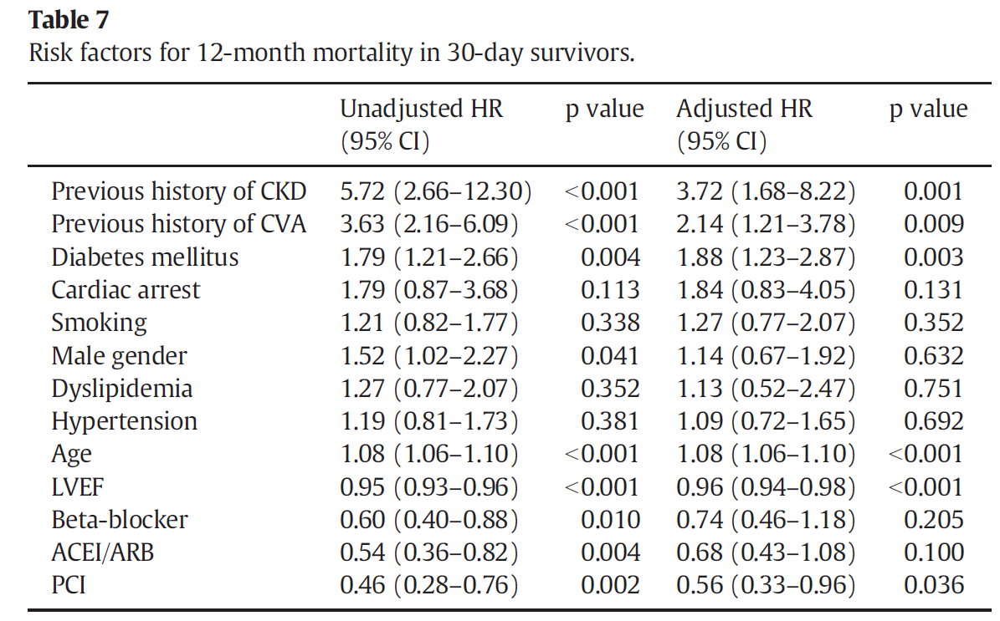 Table 7
Risk factors for 12-month mortality in 30-day survivors.
Unadjusted HR p value Adjusted HR p value
(95% CI) (95% CI)
Previous history of CKD 5.72 (2.66–12.30) <0.001 3.72 (1.68–8.22) 0.001
Previous history of CVA 3.63 (2.16–6.09) <0.001 2.14 (1.21–3.78) 0.009
Diabetes mellitus 1.79 (1.21–2.66) 0.004 1.88 (1.23–2.87) 0.003
Cardiac arrest 1.79 (0.87–3.68) 0.113 1.84 (0.83–4.05) 0.131
Smoking 1.21 (0.82–1.77) 0.338 1.27 (0.77–2.07) 0.352
Male gender 1.52 (1.02–2.27) 0.041 1.14 (0.67–1.92) 0.632
Dyslipidemia 1.27 (0.77–2.07) 0.352 1.13 (0.52–2.47) 0.751
Hypertension 1.19 (0.81–1.73) 0.381 1.09 (0.72–1.65) 0.692
Age 1.08 (1.06–1.10) <0.001 1.08 (1.06–1.10) <0.001
LVEF 0.95 (0.93–0.96) <0.001 0.96 (0.94–0.98) <0.001
Beta-blocker 0.60 (0.40–0.88) 0.010 0.74 (0.46–1.18) 0.205
ACEI/ARB 0.54 (0.36–0.82) 0.004 0.68 (0.43–1.08) 0.100
PCI 0.46 (0.28–0.76) 0.002 0.56 (0.33–0.96) 0.036